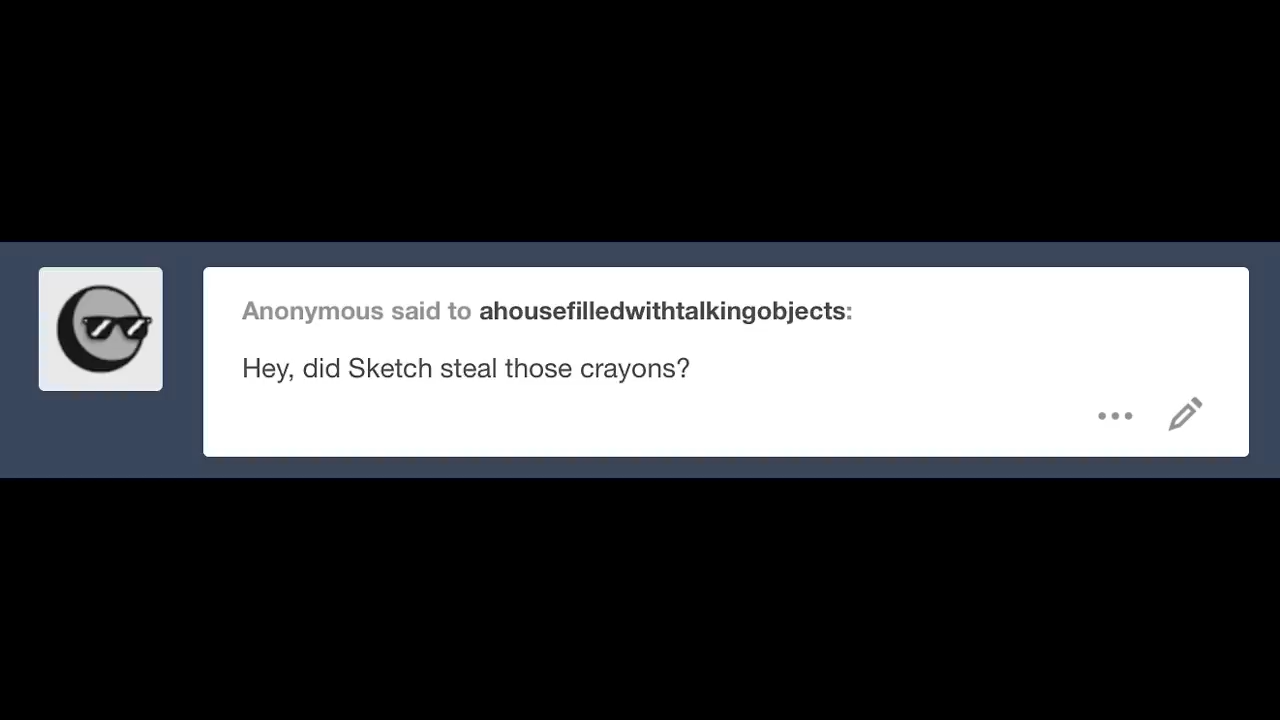 Anonymous said to ahousefilledwithtalkingobjects:
Hey, did Sketch steal those crayons?